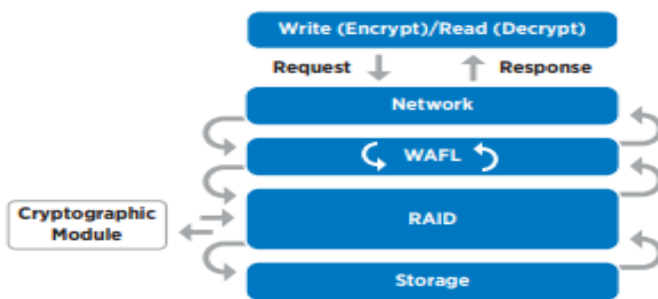 Write (Encrypt)/Read (Decrypt)
Request Response
Network
WAFL
Cryptographic
Module
RAID
Storage